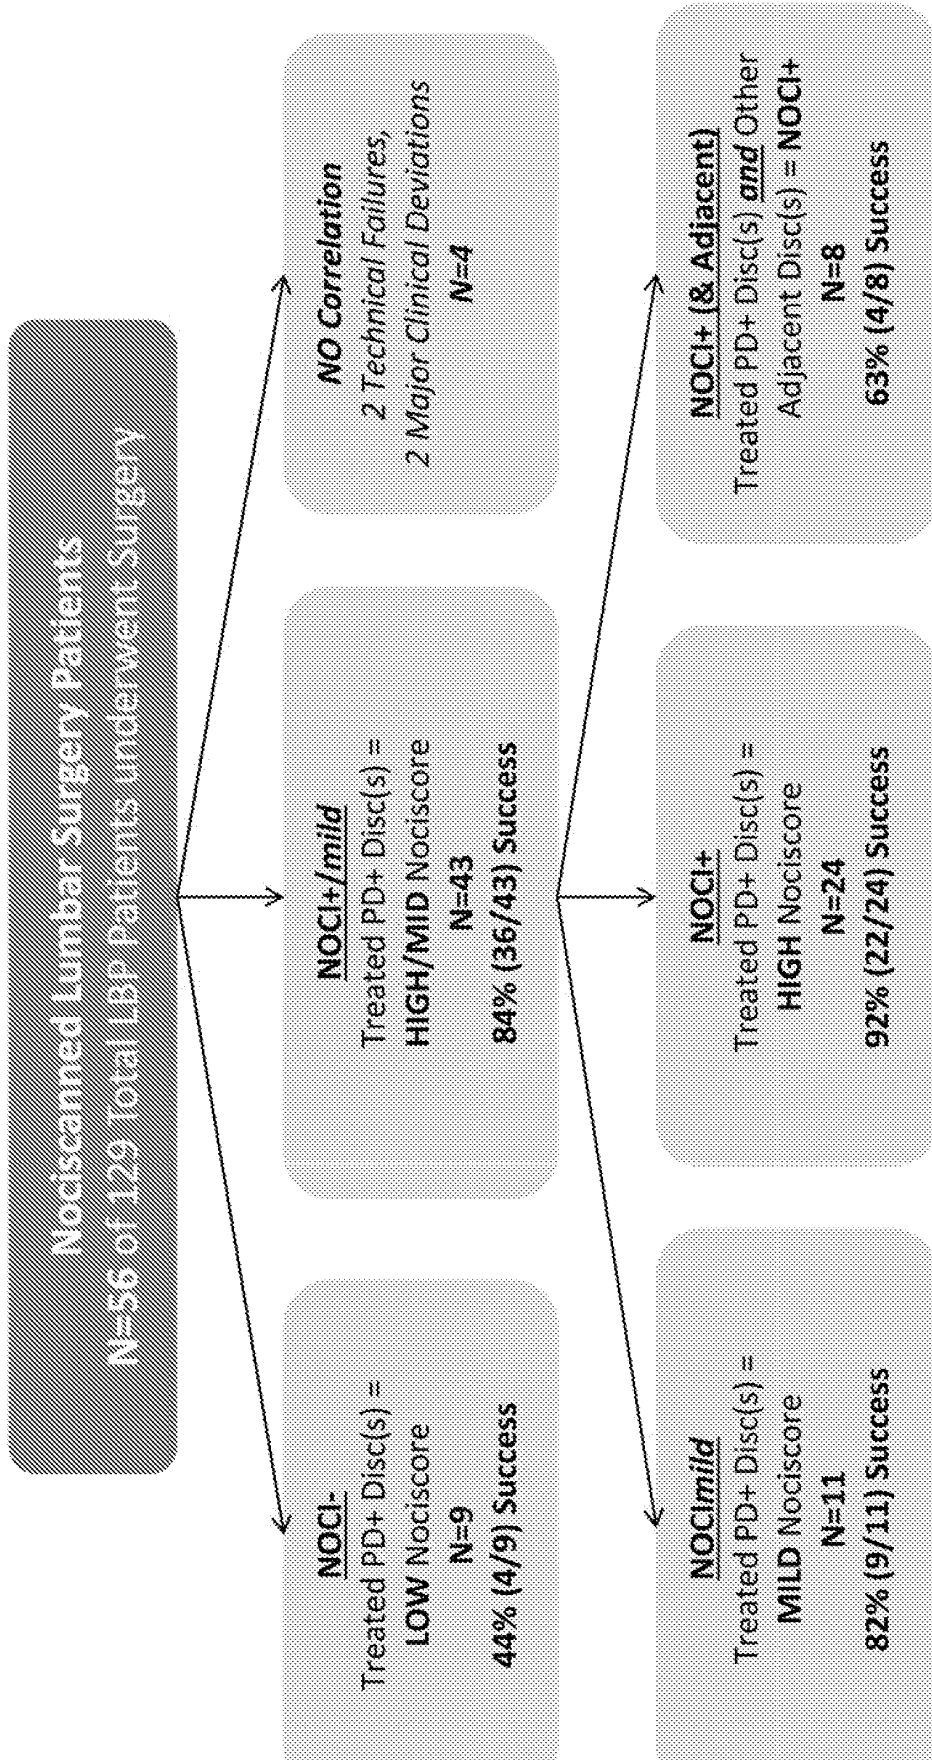 Nociscanned Lumbar Surgery Patients
N=56 of 129 Total LBP Patients underwent Surgery
NOCI-
Treated PD+ Disc(s) =
LOW Nociscore
N=9
44% (4/9) Success
NOCI+/mild
Treated PD+ Disc(s) =
HIGH/MID Nociscore
N=43
84% (36/43) Success
NO Correlation
2 Technical Failures,
2 Major Clinical Deviations
N=4
NOCImild
Treated PD+ Disc(s) =
MILD Nociscore
N=11
82% (9/11) Success
NOCI+
Treated PD+ Disc(s) =
HIGH Nociscore
N=24
92% (22/24) Success
NOCI+ (& Adjacent)
Treated PD+ Disc(s) and Other
Adjacent Disc(s) = NOCI+
N=8
63% (4/8) Success